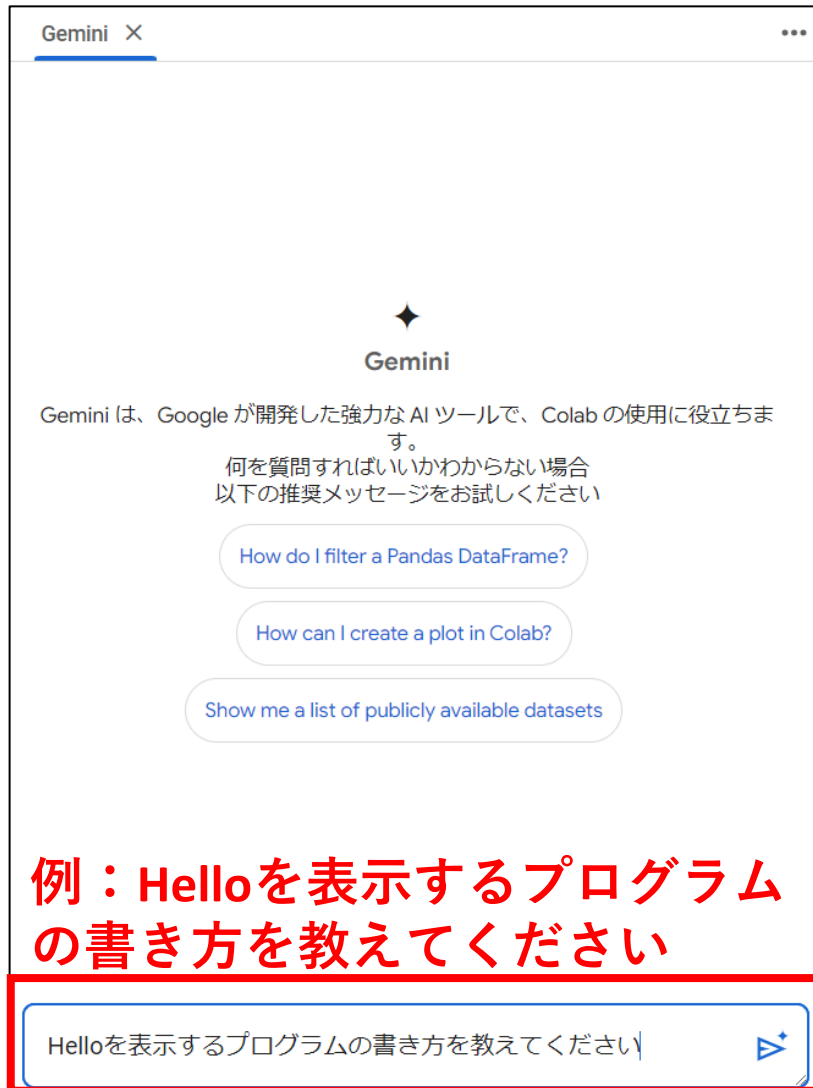 Gemini
Gemini
Gemini は、Google が開発した強力な AI ツールで、Colab の使用に役立ちま
す。
何を質問すればいいかわからない場合
以下の推奨メッセージをお試しください
How do I filter a Pandas DataFrame?
How can I create a plot in Colab?
Show me a list of publicly available datasets
例：Helloを表示するプログラム
の書き方を教えてください
Helloを表示するプログラムの書き方を教えてください